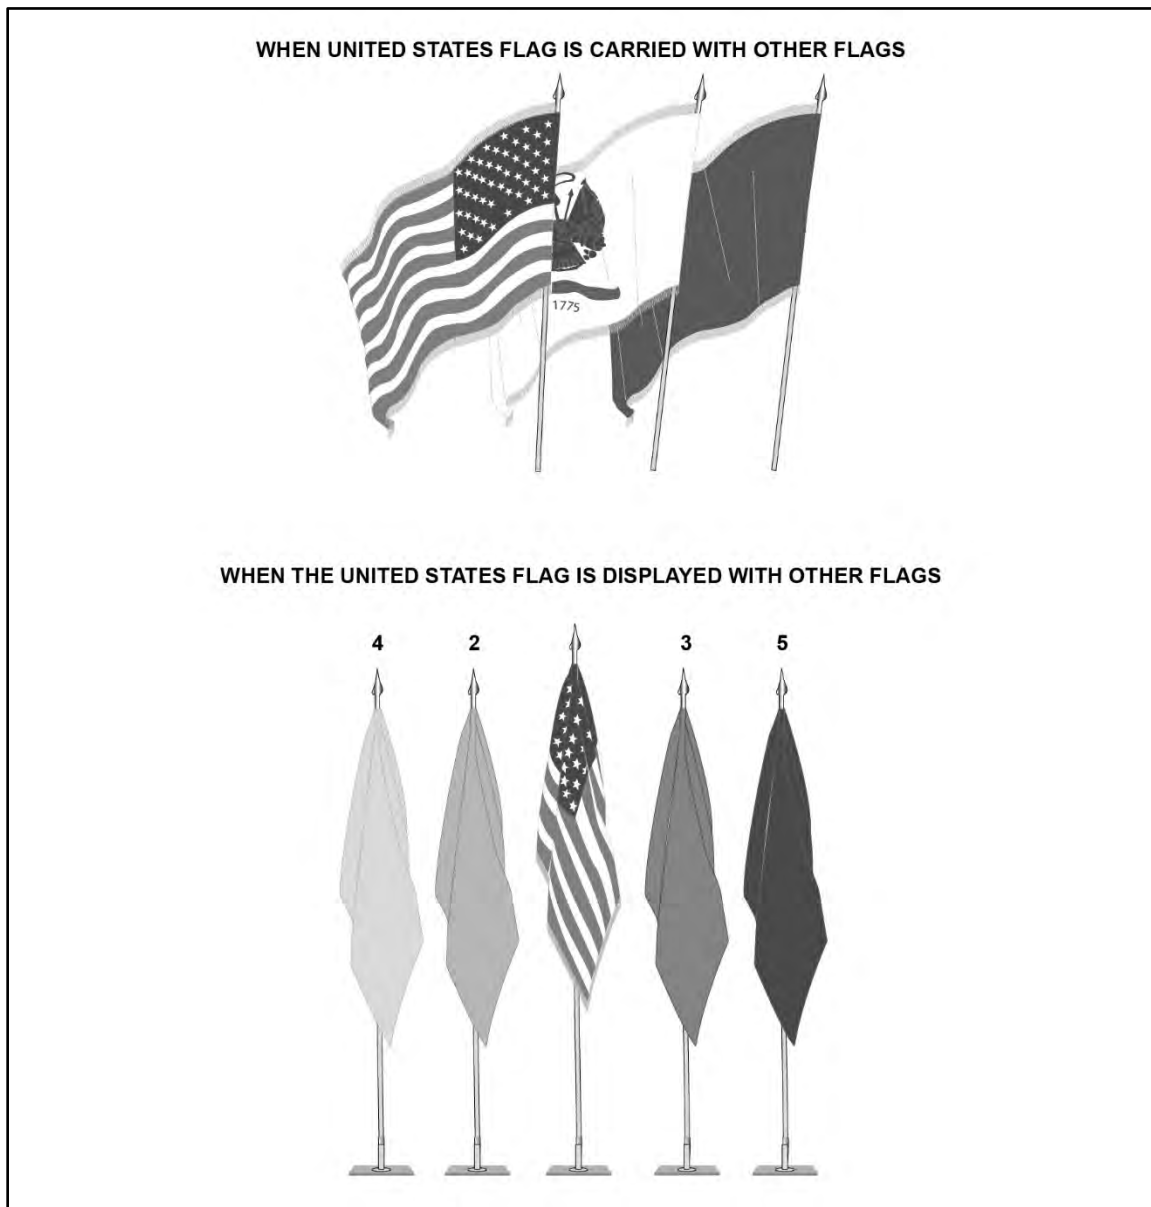 WHEN UNITED STATES FLAG IS CARRIED WITH OTHER FLAGS
1775
WHEN THE UNITED STATES FLAG IS DISPLAYED WITH OTHER FLAGS
4 2 3 5